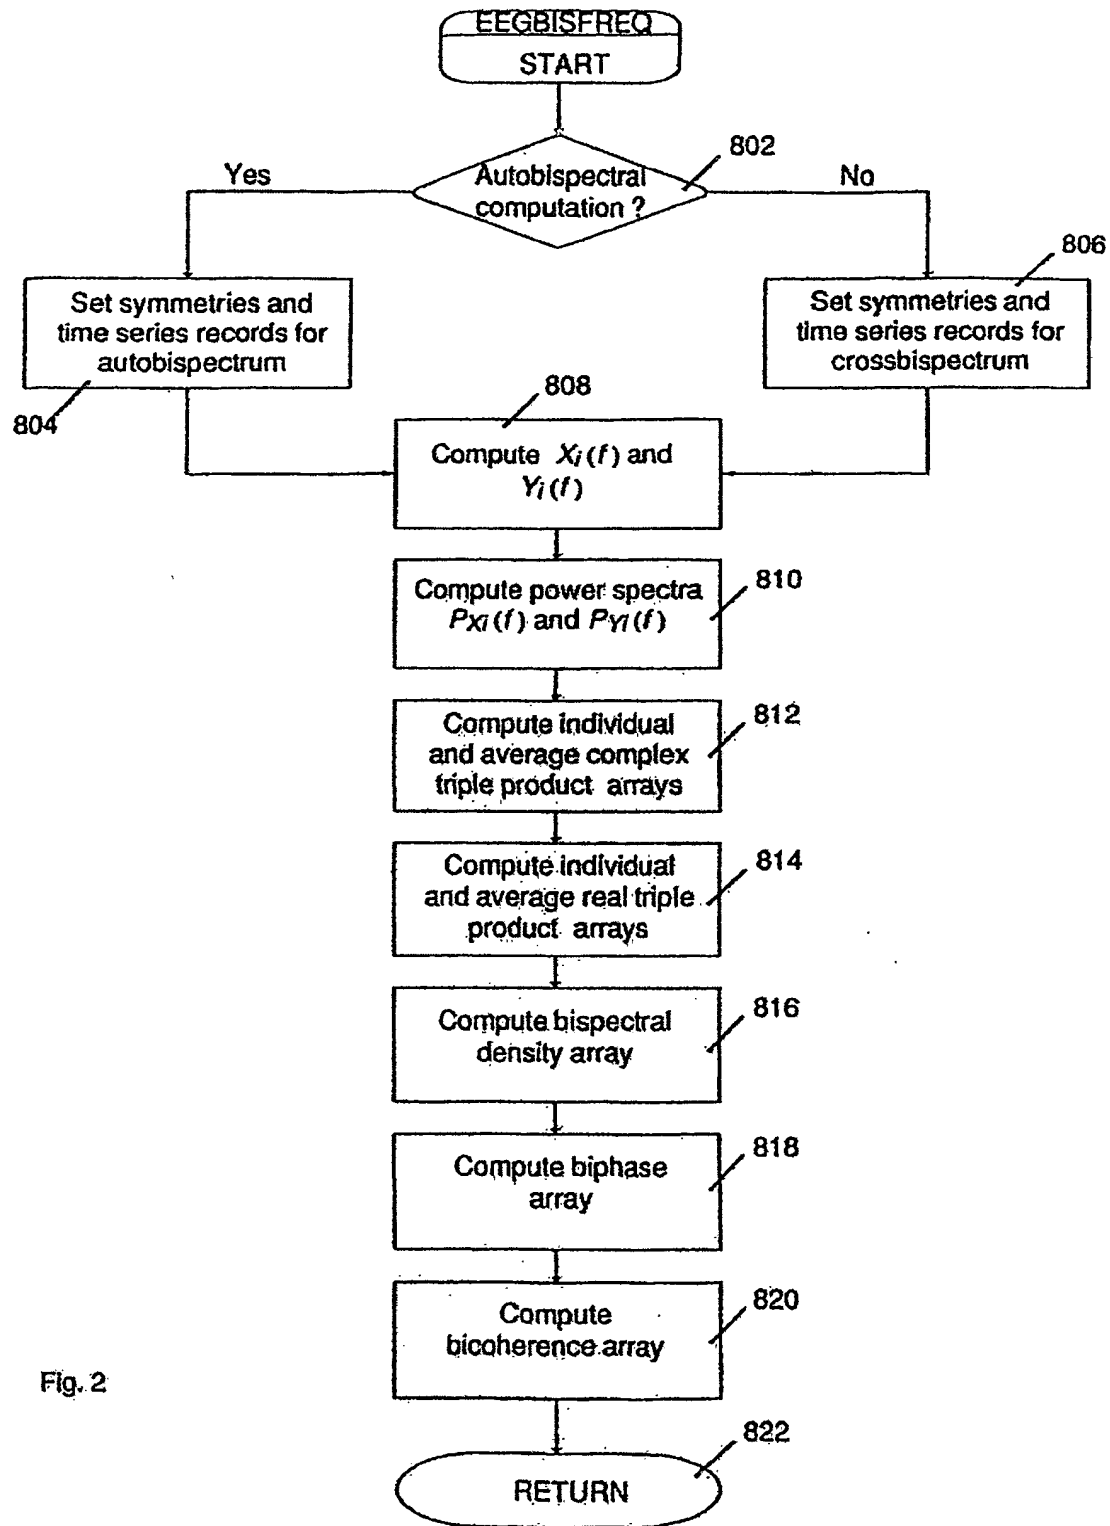 EEGBISFREQ
START
802
Autobispectral
computation ?
Yes
No
806
Set symmetries and
time series records for
autobispectrum
804
Set symmetries and
time series records for
crossbispectrum
808
Compute Xi(f) and
Yi(f)
810
Compute power spectra
PXi(f) and PYi(f)
812
Compute individual
and average complex
triple product arrays
814
Compute individual
and average real triple
product arrays
816
Compute bispectral
density array
818
Compute biphase
array
820
Compute
bicoherence array
Fig. 2
822
RETURN